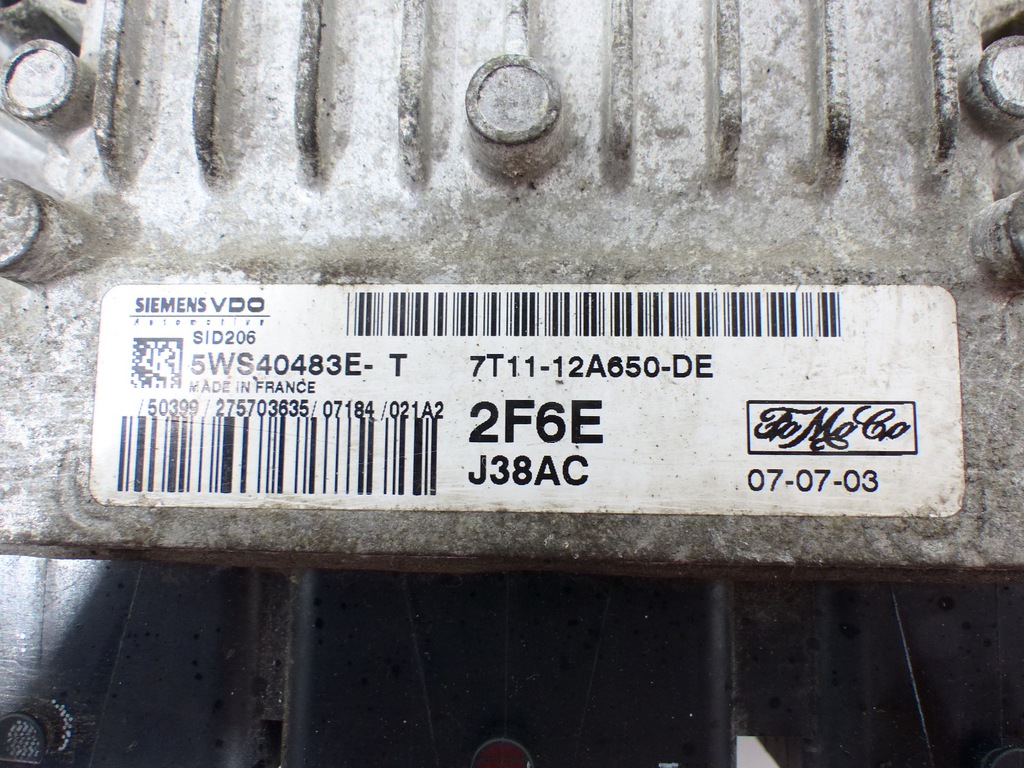 SIEMENS VDO
Automotive
SID206
5WS40483E- T
MADE IN FRANCE
/50399/275703635/07184/021A2
7T11-12A650-DE
2F6E
J38AC
FoMoCo
07-07-03